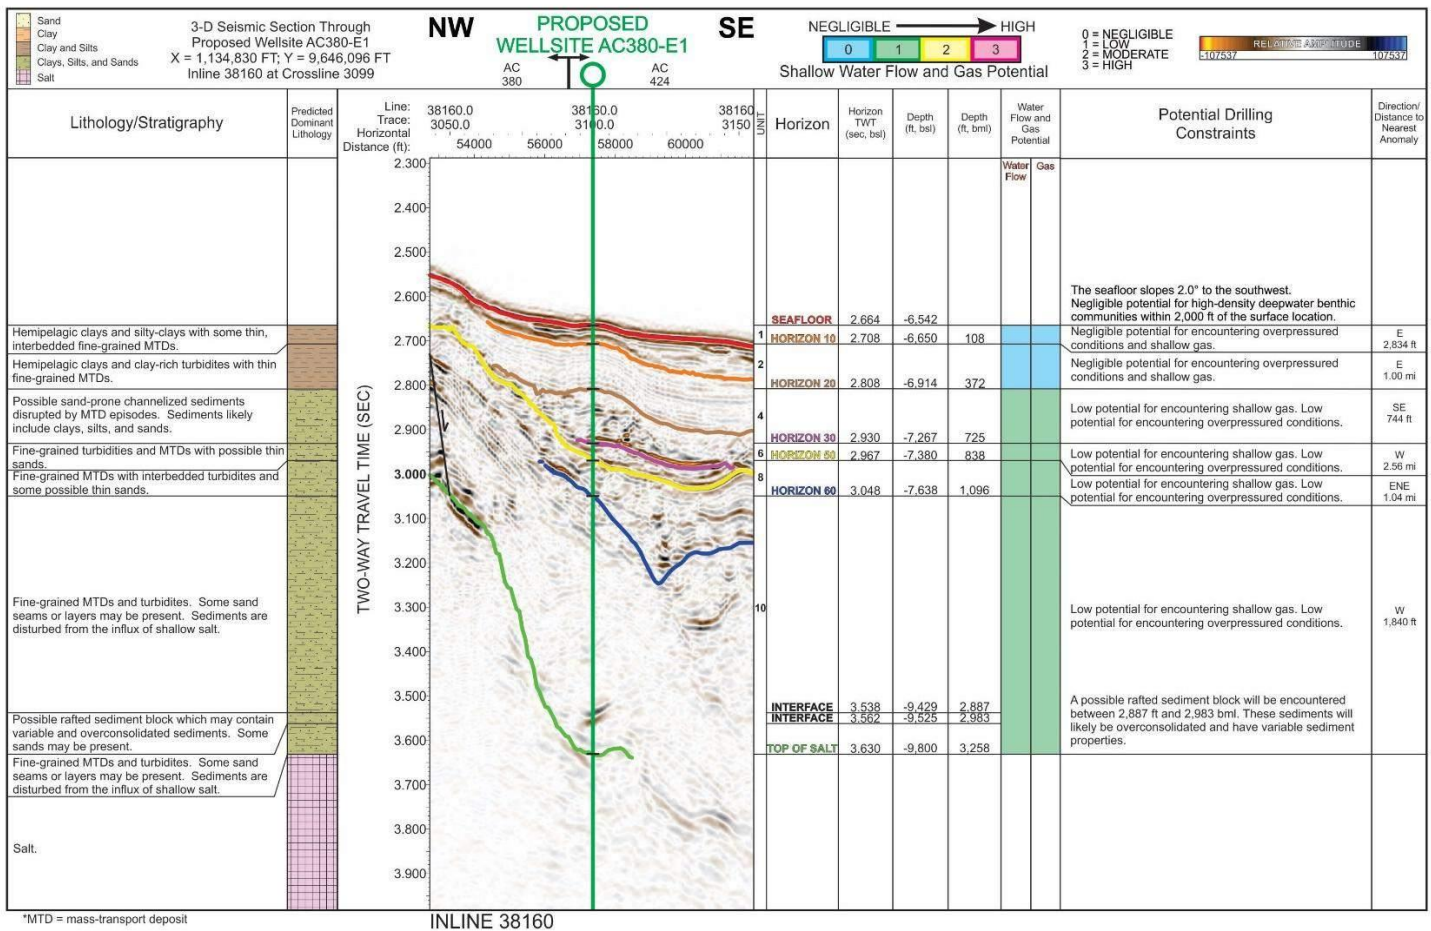 Sand
Clay
Clay and Silts
Clays, Silts, and Sands
Salt
3-D Seismic Section Through
Proposed Wellsite AC380-E1
X = 1,134,830 FT; Y = 9,646,096 FT
Inline 38160 at Crossline 3099
NW
PROPOSED
WELLSITE AC380-E1
SE
AC
380
AC
424
NEGLIGIBLE HIGH
0 1 2 3
Shallow Water Flow and Gas Potential
0 = NEGLIGIBLE
1 = LOW
2 = MODERATE
3 = HIGH
RELATIVE AMPLITUDE
-107537 107537
Lithology/Stratigraphy
Predicted
Dominant
Lithology
Line:
Trace:
Horizontal
Distance (ft):
38160.0 38160.0 38160
3050.0 3100.0 3150
54000 56000 58000 60000
UNIT
Horizon
Horizon
TWT
(sec, bsl)
Depth
(ft, bsl)
Depth
(ft, bml)
Water
Flow and
Gas
Potential
Potential Drilling
Constraints
Direction/
Distance to
Nearest
Anomaly
Water
Flow
Gas
TWO-WAY TRAVEL TIME (SEC)
2.300
2.400
2.500
2.600
2.700
2.800
2.900
3.000
3.100
3.200
3.300
3.400
3.500
3.600
3.700
3.800
3.900
Hemipelagic clays and silty-clays with some thin,
interbedded fine-grained MTDs.
Hemipelagic clays and clay-rich turbidites with thin
fine-grained MTDs.
Possible sand-prone channelized sediments
disrupted by MTD episodes. Sediments likely
include clays, silts, and sands.
Fine-grained turbidities and MTDs with possible thin
sands.
Fine-grained MTDs with interbedded turbidites and
some possible thin sands.
Fine-grained MTDs and turbidites. Some sand
seams or layers may be present. Sediments are
disturbed from the influx of shallow salt.
Possible rafted sediment block which may contain
variable and overconsolidated sediments. Some
sands may be present.
Fine-grained MTDs and turbidites. Some sand
seams or layers may be present. Sediments are
disturbed from the influx of shallow salt.
Salt.
SEAFLOOR 2.664 -6,542
1
HORIZON 10 2.708 -6,650 108
2
HORIZON 20 2.808 -6,914 372
4
HORIZON 30 2.930 -7,267 725
6
HORIZON 50 2.967 -7,380 838
8
HORIZON 60 3.048 -7,638 1,096
10
INTERFACE 3.538 -9,429 2,887
INTERFACE 3.562 -9,525 2,983
TOP OF SALT 3.630 -9,800 3,258
The seafloor slopes 2.0° to the southwest.
Negligible potential for high-density deepwater benthic
communities within 2,000 ft of the surface location.
Negligible potential for encountering overpressured
conditions and shallow gas.
E
2,834 ft
Negligible potential for encountering overpressured
conditions and shallow gas.
E
1.00 mi
Low potential for encountering shallow gas. Low
potential for encountering overpressured conditions.
SE
744 ft
Low potential for encountering shallow gas. Low
potential for encountering overpressured conditions.
W
2.56 mi
Low potential for encountering shallow gas. Low
potential for encountering overpressured conditions.
ENE
1.04 mi
Low potential for encountering shallow gas. Low
potential for encountering overpressured conditions.
W
1,840 ft
A possible rafted sediment block will be encountered
between 2,887 ft and 2,983 bml. These sediments will
likely be overconsolidated and have variable sediment
properties.
*MTD = mass-transport deposit
INLINE 38160